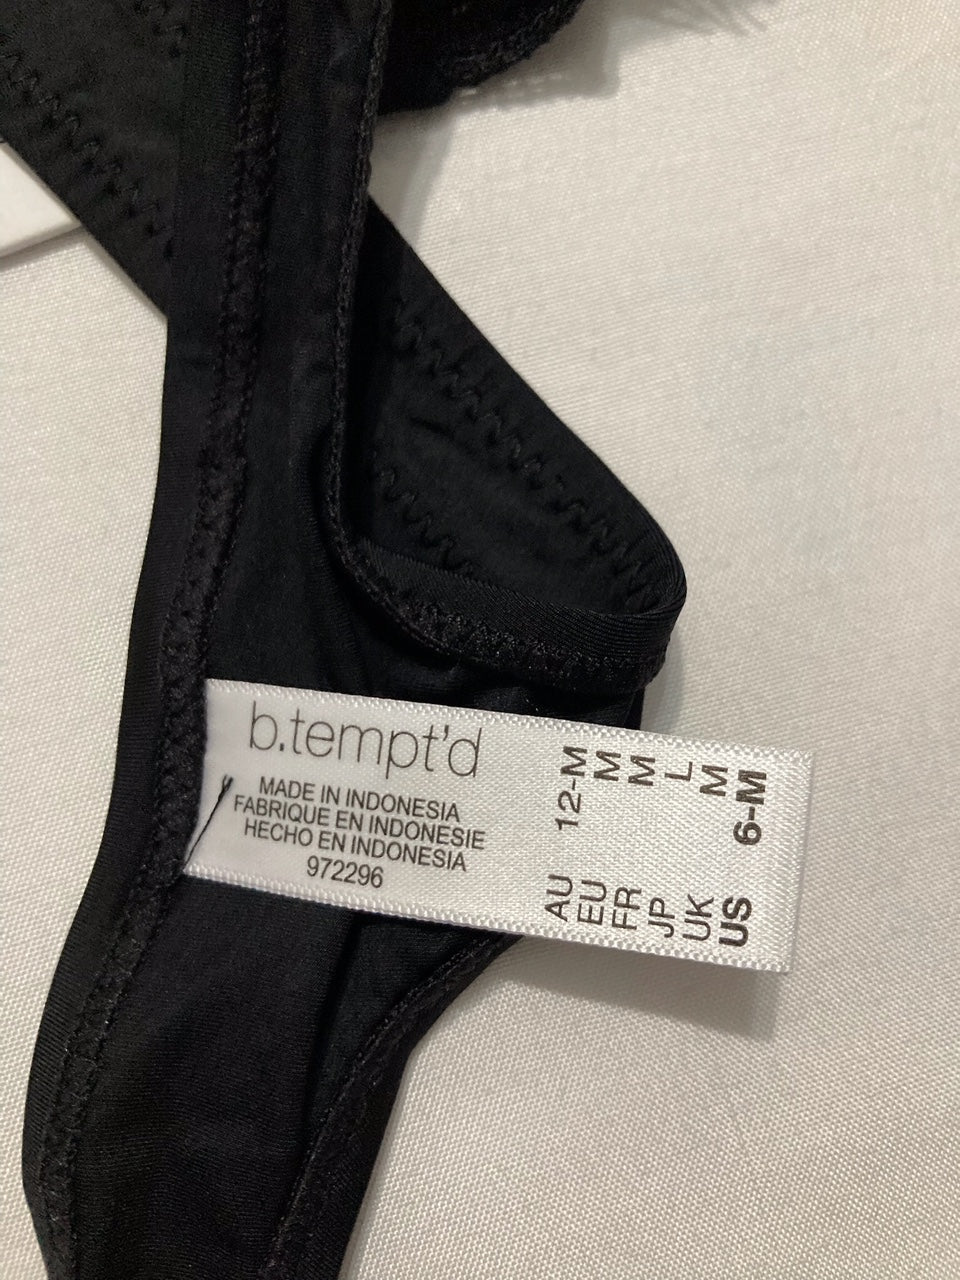 b.tempt'd
MADE IN INDONESIA
FABRIQUE EN INDONESIE
HECHO EN INDONESIA
972296
AU 12-M
EU M
FR M
JP L
UK M
US 6-M